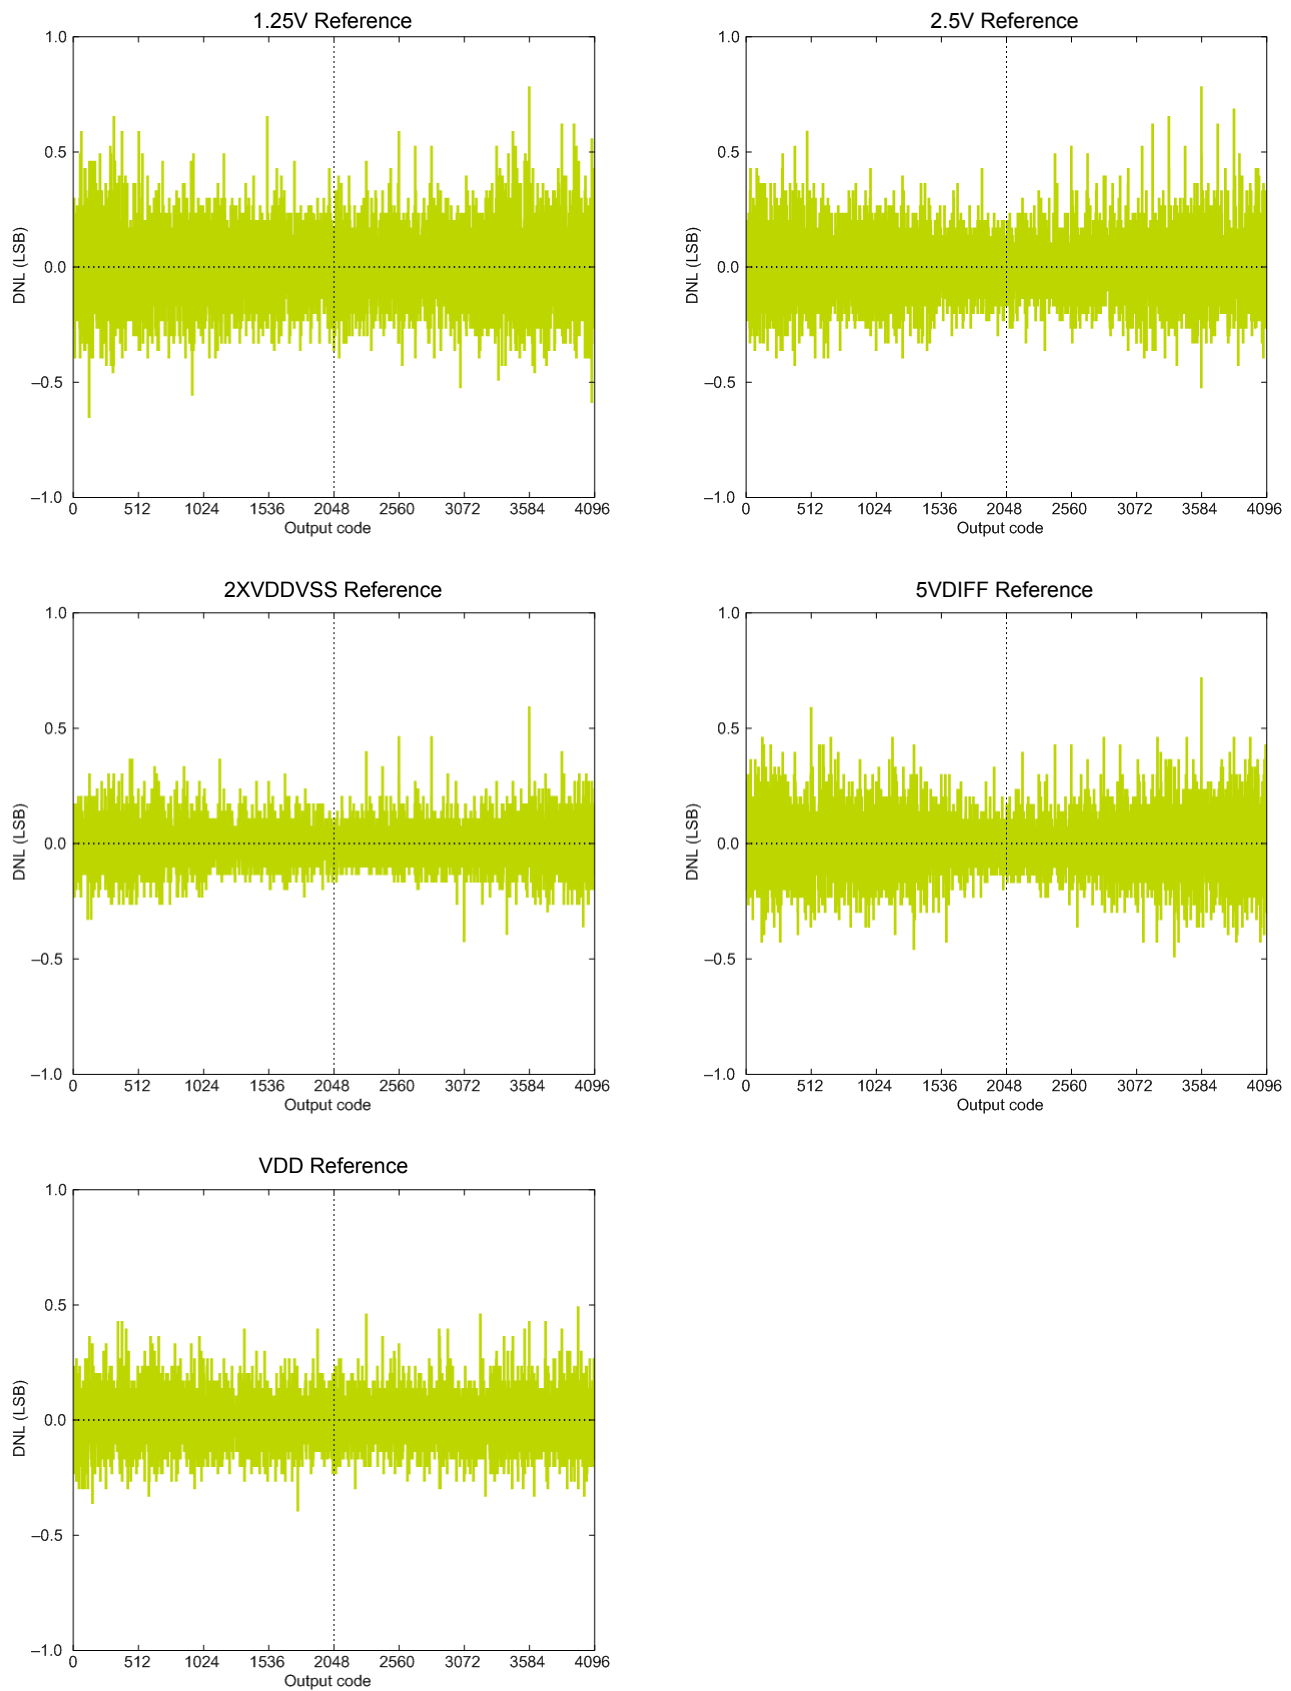 1.25V Reference
1.0
0.5
0.0
–0.5
–1.0
DNL (LSB)
0 512 1024 1536 2048 2560 3072 3584 4096
Output code
2.5V Reference
1.0
0.5
0.0
–0.5
–1.0
DNL (LSB)
0 512 1024 1536 2048 2560 3072 3584 4096
Output code
2XVDDVSS Reference
1.0
0.5
0.0
–0.5
–1.0
DNL (LSB)
0 512 1024 1536 2048 2560 3072 3584 4096
Output code
5VDIFF Reference
1.0
0.5
0.0
–0.5
–1.0
DNL (LSB)
0 512 1024 1536 2048 2560 3072 3584 4096
Output code
VDD Reference
1.0
0.5
0.0
–0.5
–1.0
DNL (LSB)
0 512 1024 1536 2048 2560 3072 3584 4096
Output code